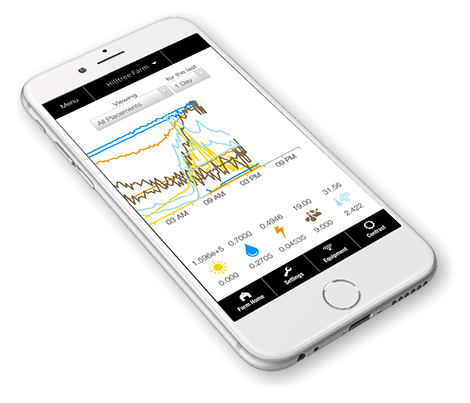 Menu Hilltree Farm
Viewing for the last
All Placements 1 Day
03 AM 09 AM 03 PM 09 PM
1.596e+5 0.7000 0.4946 19.00 31.56
0.000 0.2705 0.04535 9.000 2.422
Farm Home Settings Equipment Contrast